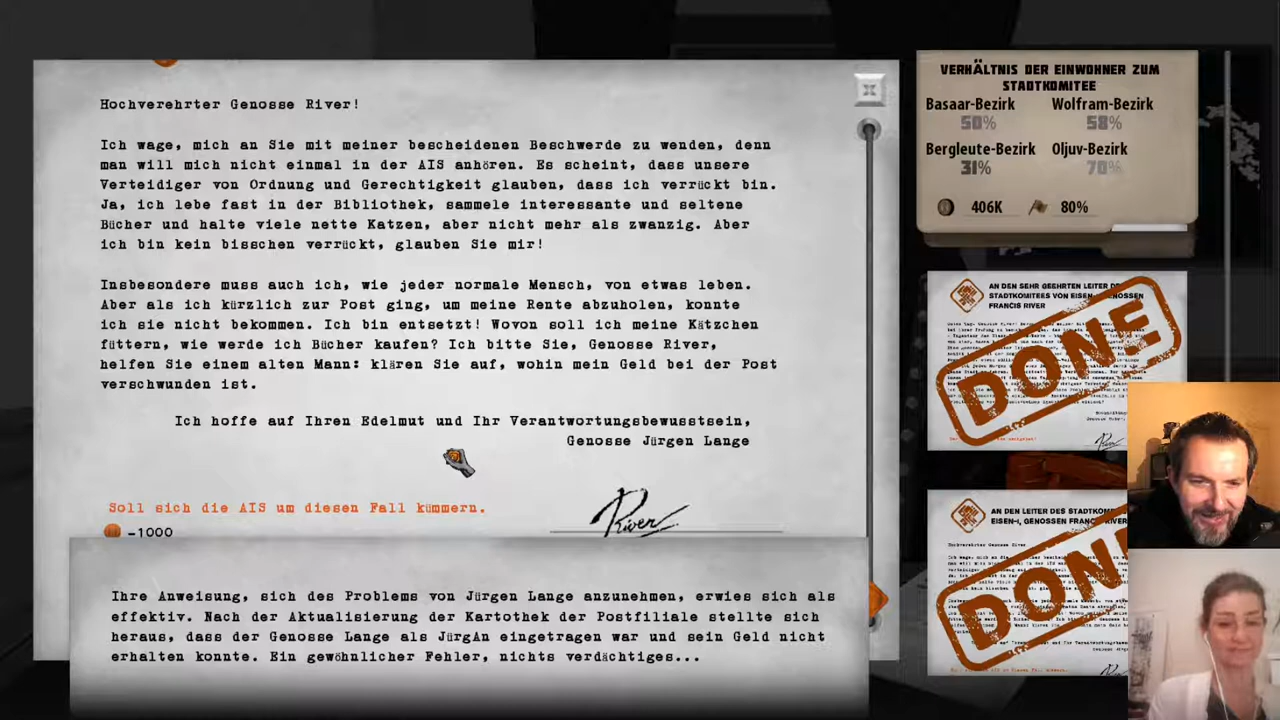 Hochverehrter Genosse River!
Ich wage, mich an Sie mit meiner bescheidenen Beschwerde zu wenden, denn
man will mich nicht einmal in der AIS anhören. Es scheint, dass unsere
Verteidiger von Ordnung und Gerechtigkeit glauben, dass ich verrückt bin.
Ja, ich lebe fast in der Bibliothek, sammele interessante und seltene
Bücher und halte viele nette Katzen, aber nicht mehr als zwanzig. Aber
ich bin kein bisschen verrückt, glauben Sie mir!
Insbesondere muss auch ich, wie jeder normale Mensch, von etwas leben.
Aber als ich kürzlich zur Post ging, um meine Rente abzuholen, konnte
ich sie nicht bekommen. Ich bin entsetzt! Wovon soll ich meine Kätzchen
füttern, wie werde ich Bücher kaufen? Ich bitte Sie, Genosse River,
helfen Sie einem alten Mann: klären Sie auf, wohin mein Geld bei der Post
verschwunden ist.
Ich hoffe auf Ihren Edelmut und Ihr Verantwortungsbewusstsein,
Genosse Jürgen Lange
Soll sich die AIS um diesen Fall kümmern.
River
-1000
Ihre Anweisung, sich des Problems von Jürgen Lange anzunehmen, erwies sich als
effektiv. Nach der Aktualisierung der Kartothek der Postfiliale stellte sich
heraus, dass der Genosse Lange als Jürgan eingetragen war und sein Geld nicht
erhalten konnte. Ein gewöhnlicher Fehler, nichts verdächtiges...
VERHÄLTNIS DER EINWOHNER ZUM
STADTKOMITEE
Basaar-Bezirk Wolfram-Bezirk
50% 58%
Bergleute-Bezirk Oljuv-Bezirk
31% 70%
406K 80%
AN DEN SEHR GEEHRTEN LEITER DE
STADTKOMITEES VON EISEN- GENOSSEN
FRANCIS RIVER
DONE
AN DEN LEITER DES STADTKOM
EISEN-1, GENOSSEN FRANC RIVER
Hochverehrter Genosse River
DON